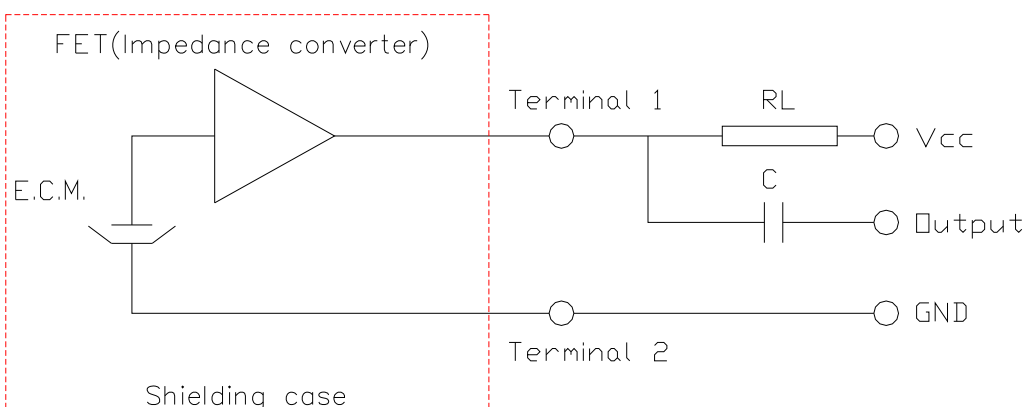 FET(Impedance converter)
Terminal 1
RL
Vcc
E.C.M.
C
Output
GND
Terminal 2
Shielding case